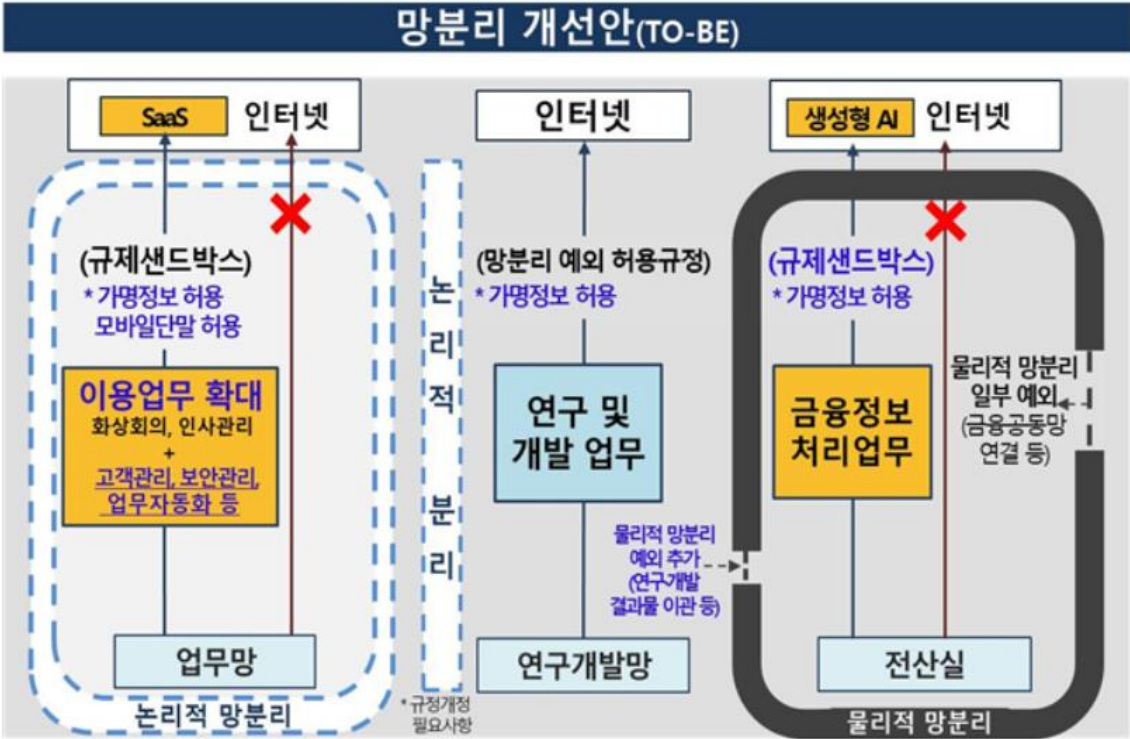 망분리 개선안(TO-BE)
SaaS 인터넷
(규제샌드박스)
* 가명정보 허용
모바일단말 허용
이용업무 확대
화상회의, 인사관리
+
고객관리, 보안관리,
업무자동화 등
업무망
논리적 망분리
논
리
적
분
리
* 규정개정
필요사항
인터넷
(망분리 예외 허용규정)
* 가명정보 허용
연구 및
개발 업무
연구개발망
물리적 망분리
예외 추가
(연구·개발
결과물 이관 등)
생성형 AI 인터넷
(규제샌드박스)
* 가명정보 허용
금융정보
처리업무
물리적 망분리
일부 예외
(금융공동망
연결 등)
전산실
물리적 망분리